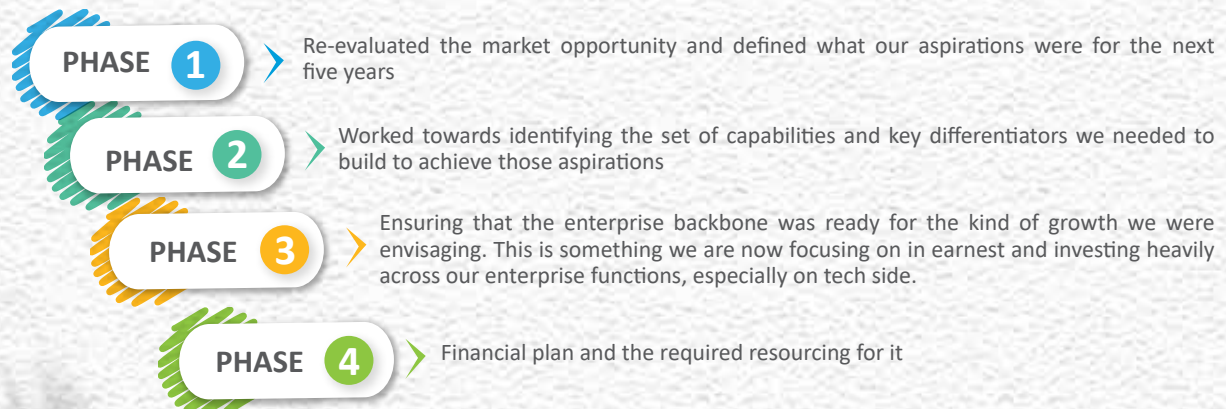 PHASE 1
Re-evaluated the market opportunity and defined what our aspirations were for the next
five years
PHASE 2
Worked towards identifying the set of capabilities and key differentiators we needed to
build to achieve those aspirations
PHASE 3
Ensuring that the enterprise backbone was ready for the kind of growth we were
envisaging. This is something we are now focusing on in earnest and investing heavily
across our enterprise functions, especially on tech side.
PHASE 4
Financial plan and the required resourcing for it